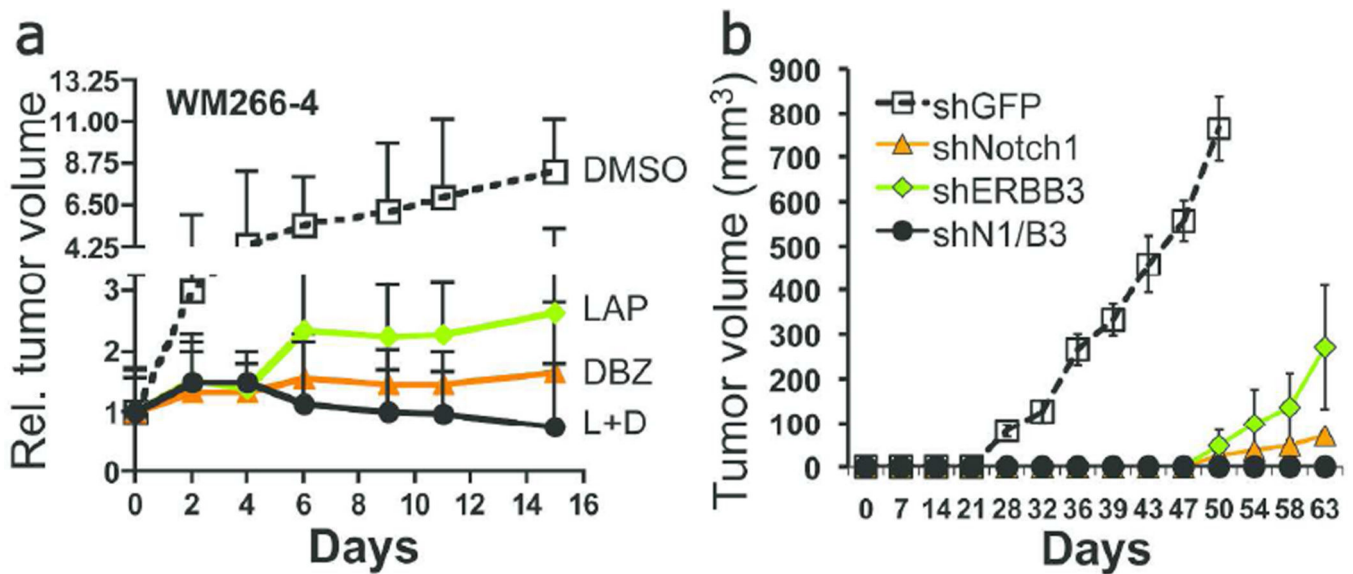 a
Rel. tumor volume
13.25
11.00
8.75
6.50
4.25
3
2
1
0
WM266-4
DMSO
LAP
DBZ
L+D
0 2 4 6 8 10 12 14 16
Days
b
Tumor volume (mm³)
900
800
700
600
500
400
300
200
100
0
shGFP
shNotch1
shERBB3
shN1/B3
0 7 14 21 28 32 36 39 43 47 50 54 58 63
Days